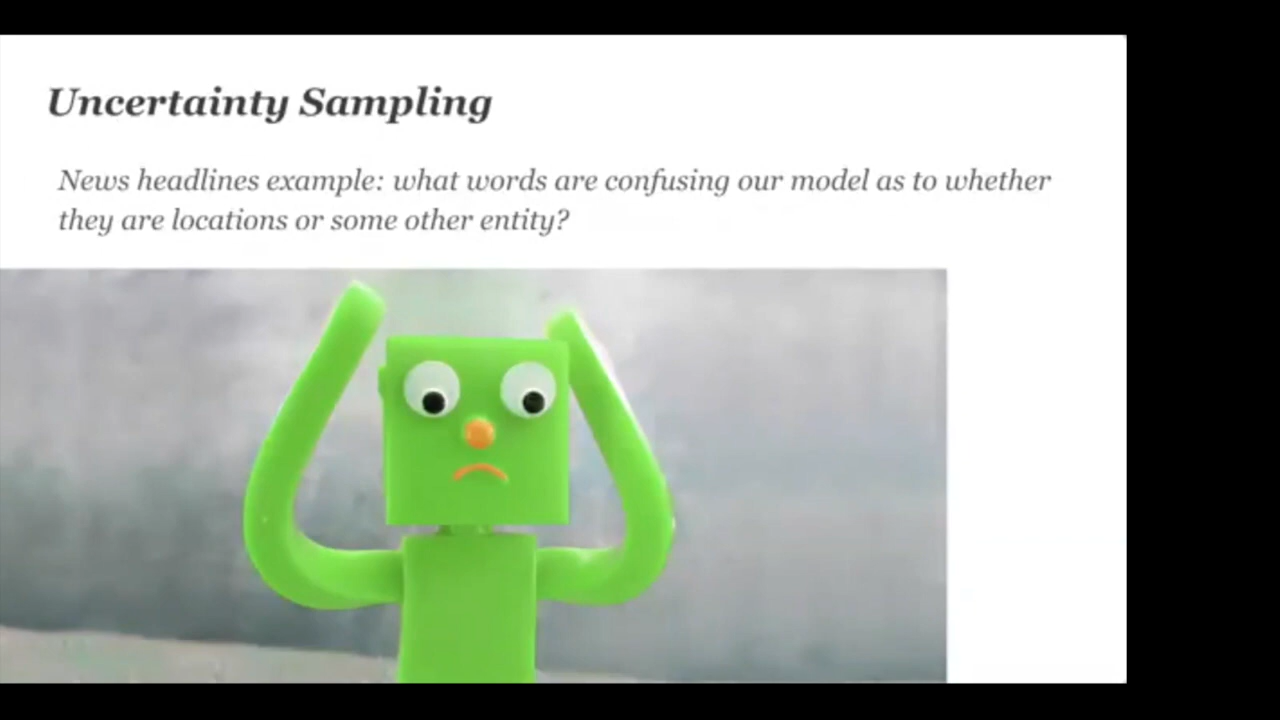 Uncertainty Sampling
News headlines example: what words are confusing our model as to whether
they are locations or some other entity?